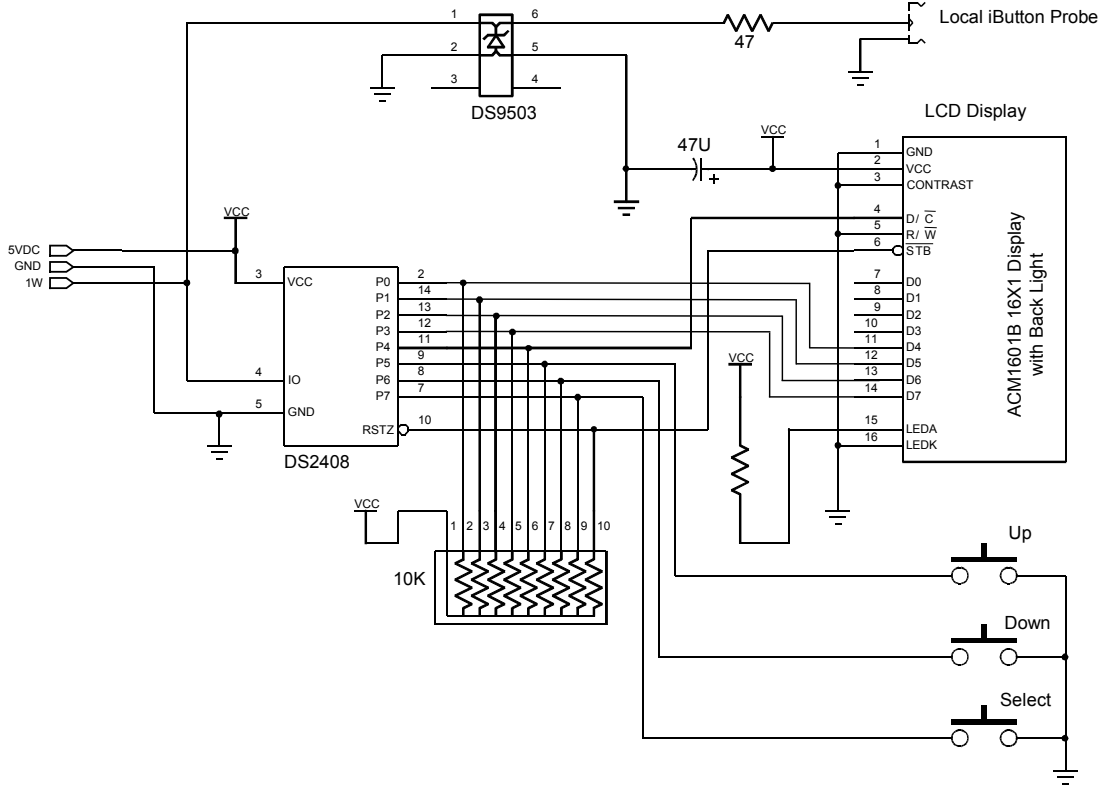 1
6
Local iButton Probe
47
2
5
3
4
DS9503
LCD Display
47U
VCC
+
1
GND
2
VCC
3
CONTRAST
4
D/ C̅
5
R/ W̅
6
S̅T̅B̅
7
D0
8
D1
9
D2
10
D3
11
D4
12
D5
13
D6
14
D7
15
LEDA
16
LEDK
ACM1601B 16X1 Display
with Back Light
VCC
5VDC
GND
1W
3
VCC
4
IO
5
GND
P0
2
P1
14
P2
13
P3
12
P4
11
P5
9
P6
8
P7
7
RSTZ
10
DS2408
VCC
VCC
1 2 3 4 5 6 7 8 9 10
10K
Up
Down
Select